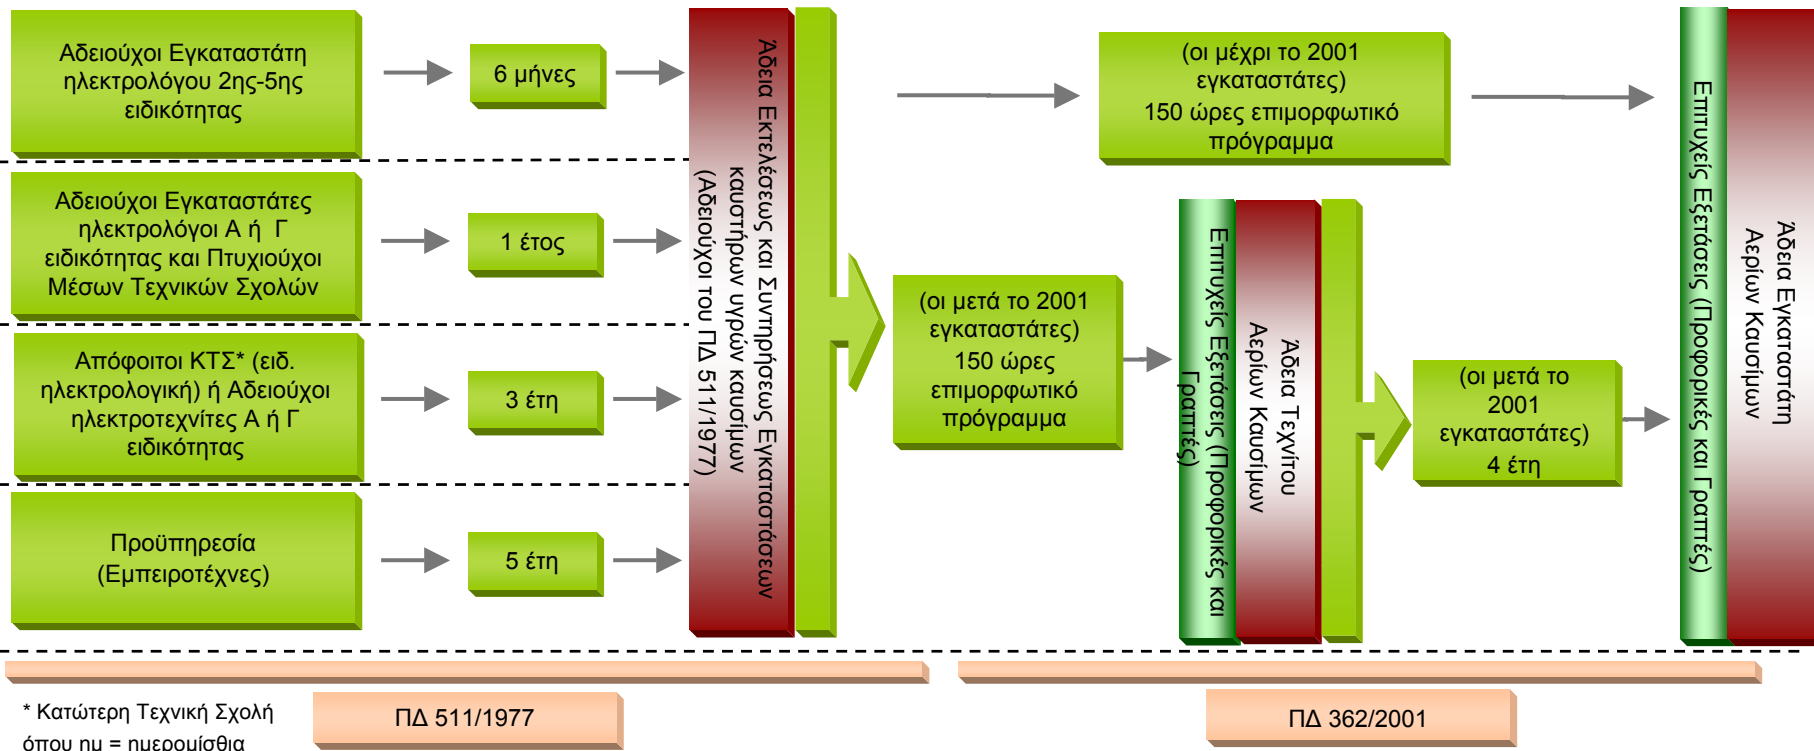 Αδειούχοι Εγκαταστάτη
ηλεκτρολόγου 2ης-5ης
ειδικότητας
6 μήνες
Αδειούχοι Εγκαταστάτες
ηλεκτρολόγοι Α ή Γ
ειδικότητας και Πτυχιούχοι
Μέσων Τεχνικών Σχολών
1 έτος
Απόφοιτοι ΚΤΣ* (ειδ.
ηλεκτρολογική) ή Αδειούχοι
ηλεκτροτεχνίτες Α ή Γ
ειδικότητας
3 έτη
Προϋπηρεσία
(Εμπειροτέχνες)
5 έτη
Άδεια Εκτελέσεως και Συντηρήσεως Εγκαταστάσεων
καυστήρων υγρών καυσίμων
(Αδειούχοι του ΠΔ 511/1977)
(οι μέχρι το 2001
εγκαταστάτες)
150 ώρες επιμορφωτικό
πρόγραμμα
(οι μετά το 2001
εγκαταστάτες)
150 ώρες
επιμορφωτικό
πρόγραμμα
Επιτυχείς Εξετάσεις (Προφορικές και
Γραπτές)
Άδεια Τεχνίτου
Αερίων Καυσίμων
(οι μετά το
2001
εγκαταστάτες)
4 έτη
Επιτυχείς Εξετάσεις (Προφορικές και Γραπτές)
Άδεια Εγκαταστάτη
Αερίων Καυσίμων
* Κατώτερη Τεχνική Σχολή
όπου ημ = ημερομίσθια
ΠΔ 511/1977
ΠΔ 362/2001